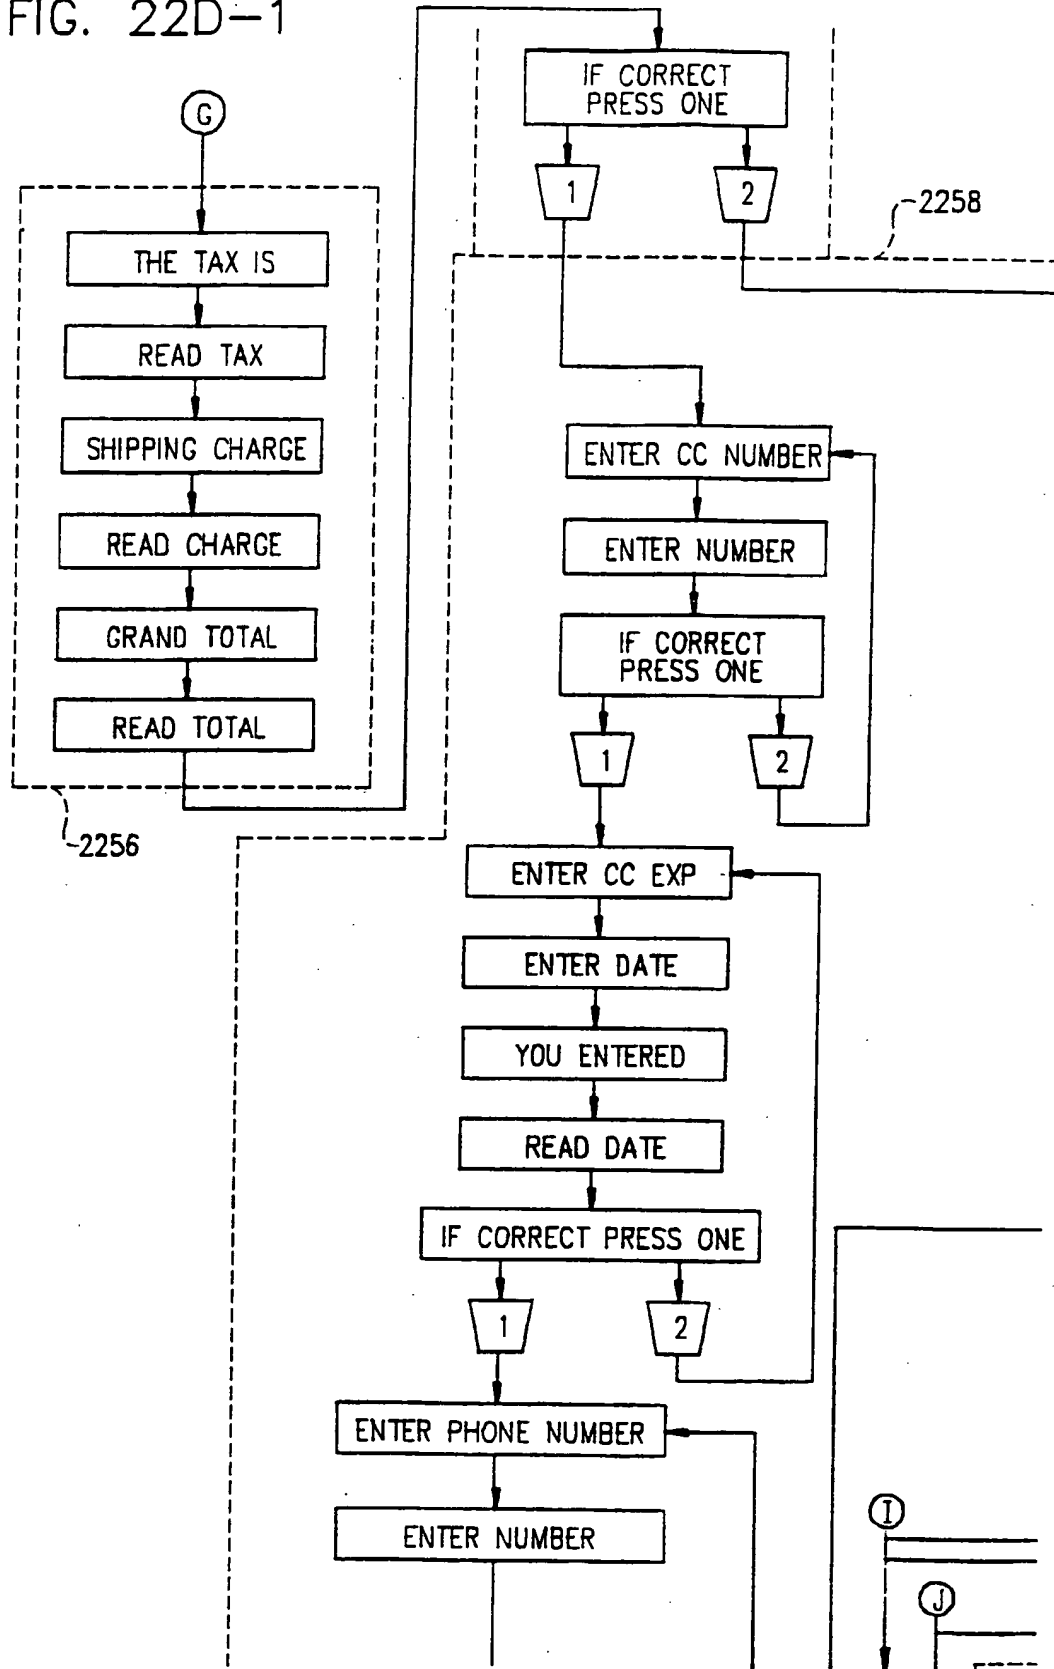 FIG. 22D-1
G
THE TAX IS
READ TAX
SHIPPING CHARGE
READ CHARGE
GRAND TOTAL
READ TOTAL
2256
IF CORRECT
PRESS ONE
1
2
2258
ENTER CC NUMBER
ENTER NUMBER
IF CORRECT
PRESS ONE
1
2
ENTER CC EXP
ENTER DATE
YOU ENTERED
READ DATE
IF CORRECT PRESS ONE
1
2
ENTER PHONE NUMBER
ENTER NUMBER
I
J